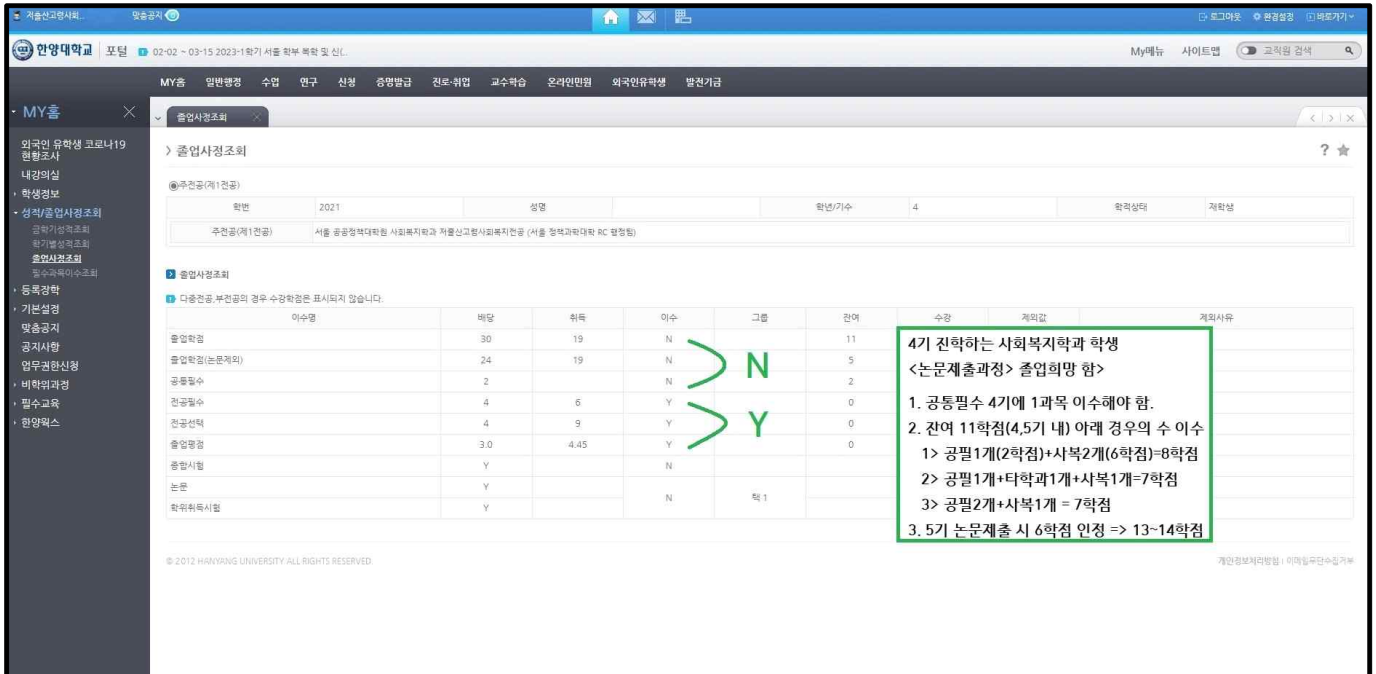 저출산고령사회..
맞춤공지
로그아웃 환경설정 바로가기
한양대학교 포털 02-02 ~ 03-15 2023-1학기 서울 학부 복학 및 신(..
My메뉴 사이트맵 교직원 검색
MY홈 일반행정 수업 연구 신청 증명발급 진로·취업 교수학습 온라인민원 외국인유학생 발전기금
MY홈
졸업사정조회
외국인 유학생 코로나19
현황조사
내강의실
학생정보
성적/졸업사정조회
금학기성적조회
학기별성적조회
졸업사정조회
필수과목이수조회
등록장학
기본설정
맞춤공지
공지사항
업무권한신청
비학위과정
필수교육
한양웍스
> 졸업사정조회
?
주전공(제1전공)
학번 2021 성명 학년/기수 4 학적상태 재학생
주전공(제1전공) 서울 공공정책대학원 사회복지학과 저출산고령사회복지전공 (서울 정책과학대학 RC 행정팀)
졸업사정조회
다중전공,부전공의 경우 수강학점은 표시되지 않습니다.
이수명 배당 취득 이수 그룹 잔여 수강 제외값 제외사유
졸업학점 30 19 N 11
졸업학점(논문제외) 24 19 N 5
공통필수 2 N 2
전공필수 4 6 Y 0
전공선택 4 9 Y 0
졸업평점 3.0 4.45 Y 0
종합시험 Y N
논문 Y
N 택 1
학위취득시험 Y
N
Y
4기 진학하는 사회복지학과 학생
<논문제출과정> 졸업희망 함>
1. 공통필수 4기에 1과목 이수해야 함.
2. 잔여 11학점(4,5기 내) 아래 경우의 수 이수
1> 공필1개(2학점)+사복2개(6학점)=8학점
2> 공필1개+타학과1개+사복1개=7학점
3> 공필2개+사복1개 = 7학점
3. 5기 논문제출 시 6학점 인정 => 13~14학점
© 2012 HANYANG UNIVERSITY ALL RIGHTS RESERVED.
개인정보처리방침 | 이메일무단수집거부